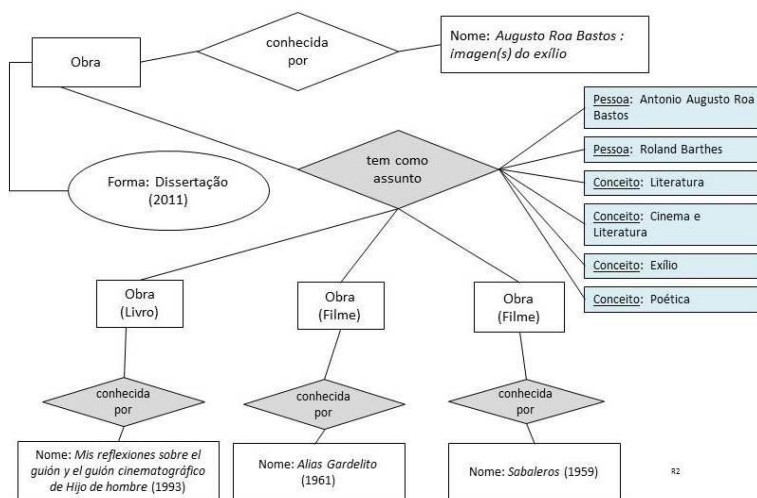 Obra
conhecida
por
Nome: Augusto Roa Bastos :
imagen(s) do exílio
Forma: Dissertação
(2011)
tem como
assunto
Pessoa: Antonio Augusto Roa
Bastos
Pessoa: Roland Barthes
Conceito: Literatura
Conceito: Cinema e
Literatura
Conceito: Exílio
Conceito: Poética
Obra
(Livro)
Obra
(Filme)
Obra
(Filme)
conhecida
por
conhecida
por
conhecida
por
Nome: Mis reflexiones sobre el
guión y el guión cinematográfico
de Hijo de hombre (1993)
Nome: Alias Gardelito
(1961)
Nome: Sabaleros (1959)
R2